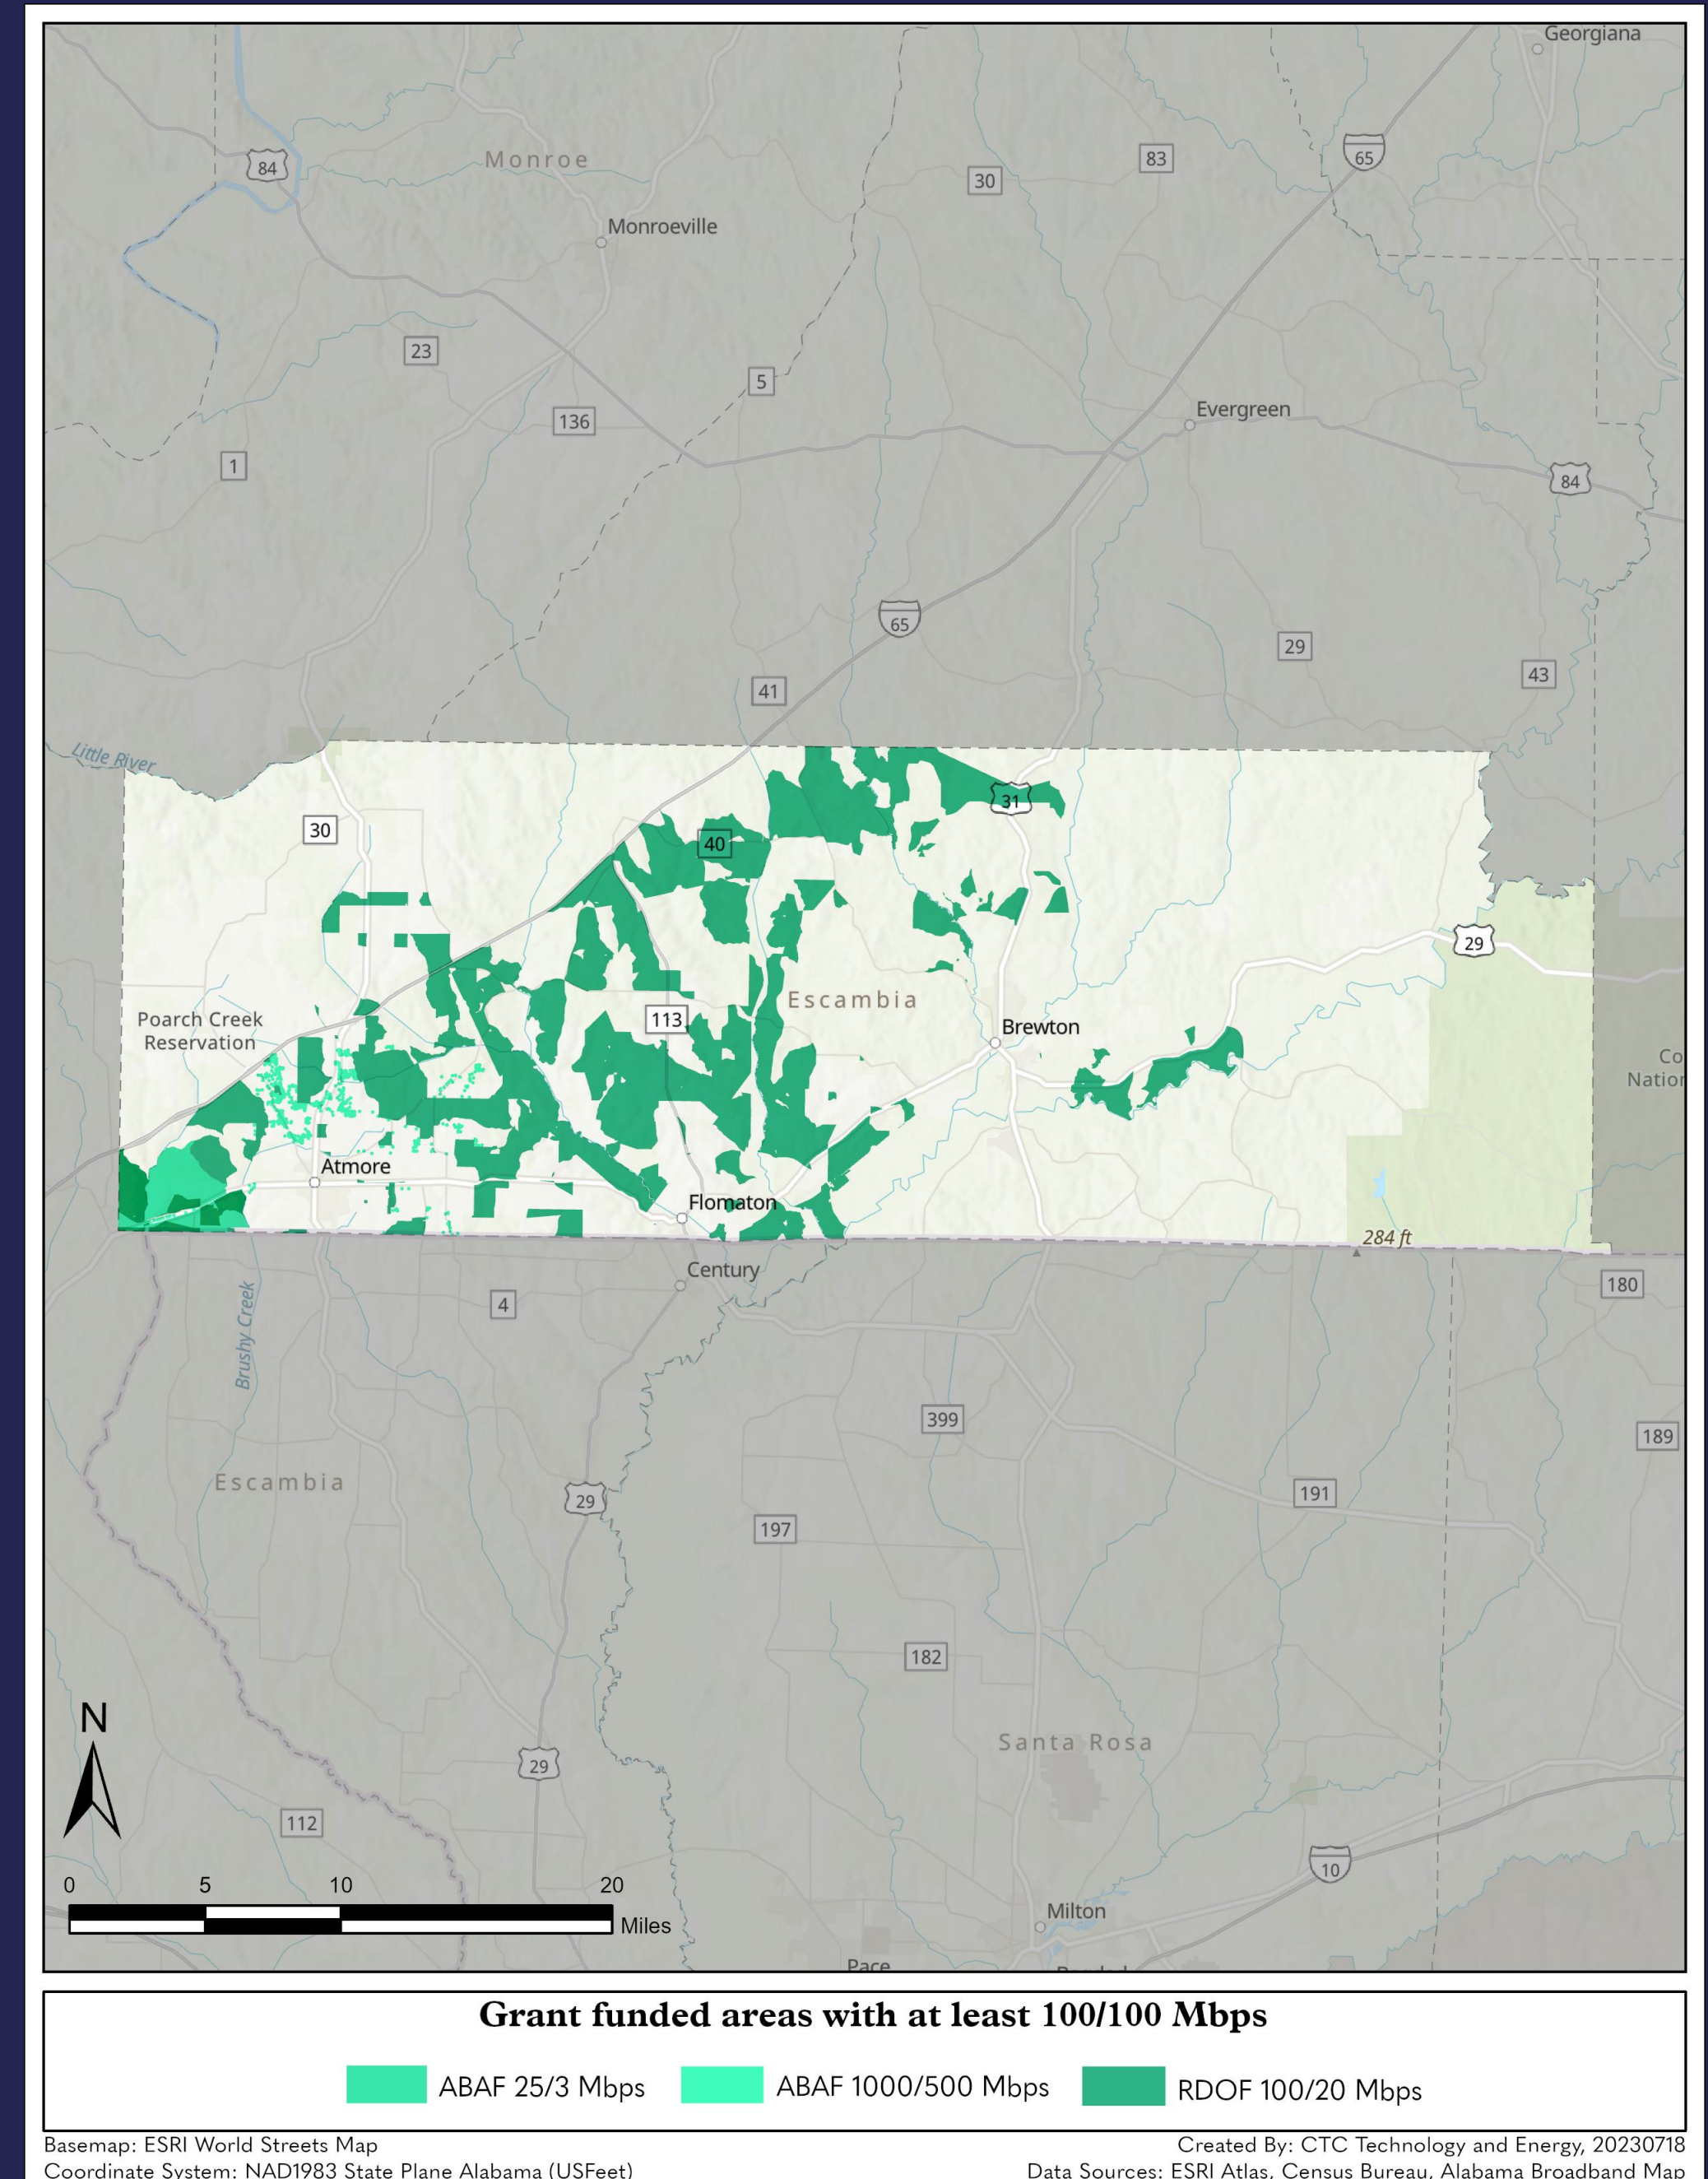 Georgiana
84
Monroe
30
83
65
Monroeville
23
5
136
Evergreen
1
84
65
29
41
43
Little River
30
31
40
29
Poarch Creek
Reservation
Escambia
113
Brewton
Co
Nation
Atmore
Flomaton
284 ft
Century
180
4
Brushy Creek
399
189
Escambia
29
191
197
182
N
Santa Rosa
29
112
10
0 5 10 20
Miles
Milton
Pace
Grant funded areas with at least 100/100 Mbps
ABAF 25/3 Mbps ABAF 1000/500 Mbps RDOF 100/20 Mbps
Basemap: ESRI World Streets Map
Created By: CTC Technology and Energy, 20230718
Coordinate System: NAD1983 State Plane Alabama (USFeet)
Data Sources: ESRI Atlas, Census Bureau, Alabama Broadband Map